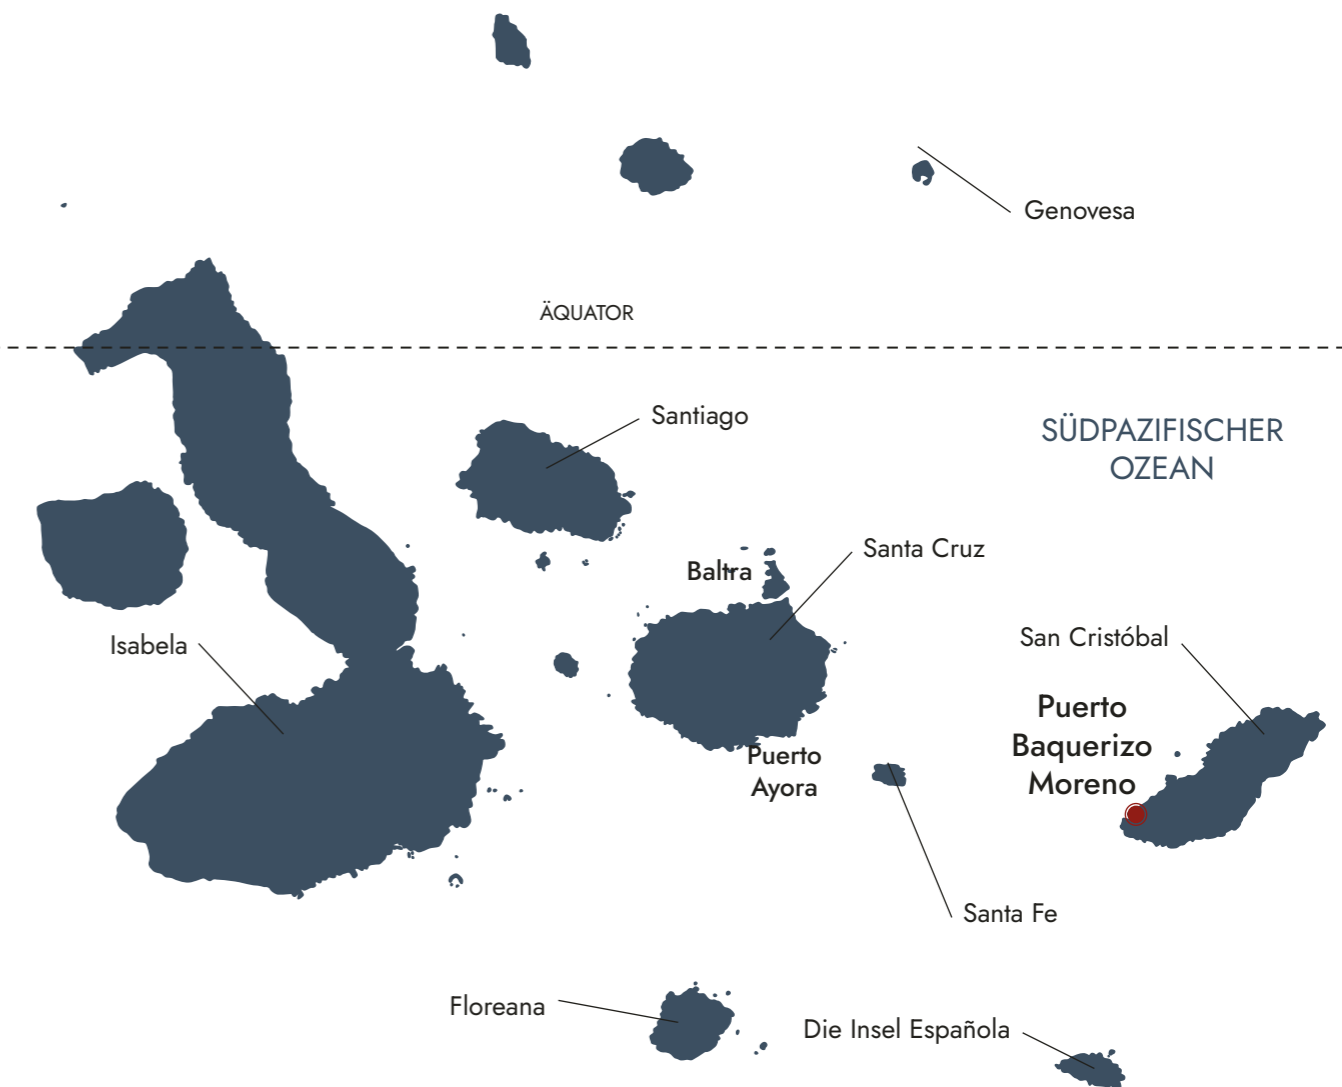 Genovesa
ÄQUATOR
Santiago
SÜDPAZIFISCHER
OZEAN
Santa Cruz
Baltra
San Cristóbal
Isabela
Puerto
Baquerizo
Moreno
Puerto
Ayora
Santa Fe
Floreana
Die Insel Española